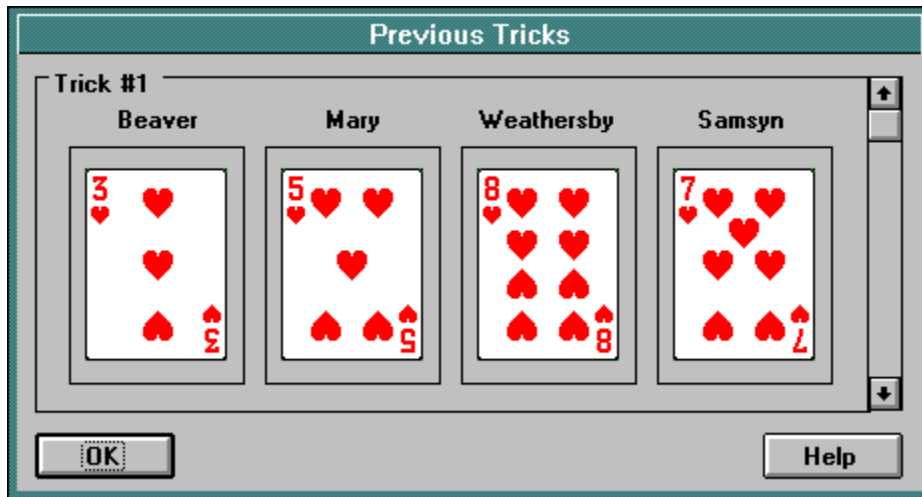 Previous Tricks
Trick #1
Beaver Mary Weathersby Samsyn
3 5 8 7
3 5 8 7
OK Help